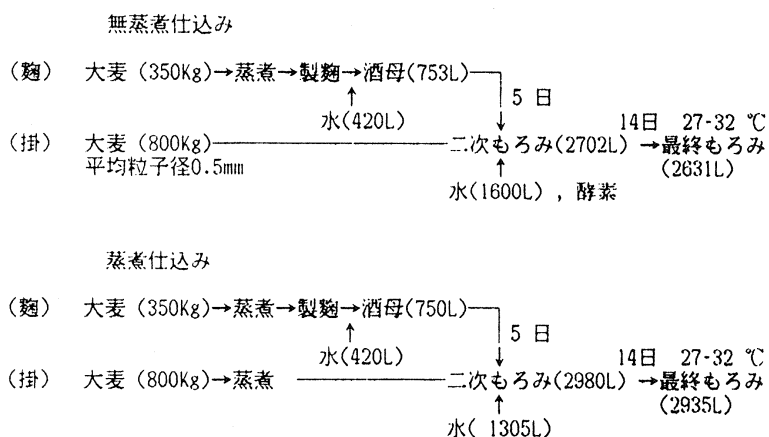 無蒸煮仕込み
（麹） 大麦（350Kg）→蒸煮→製麹→酒母(753L)
↑ 5 日
水(420L) 14日 27-32 ℃
（掛） 大麦（800Kg) 二次もろみ(2702L) →最終もろみ
平均粒子径0.5㎜ ↑ (2631L)
水(1600L) , 酵素
蒸煮仕込み
（麹） 大麦（350Kg）→蒸煮→製麹→酒母(750L)
↑ 5 日
水(420L) 14日 27-32 ℃
（掛） 大麦（800Kg)→蒸煮 二次もろみ(2980L) →最終もろみ
↑ (2935L)
水( 1305L)